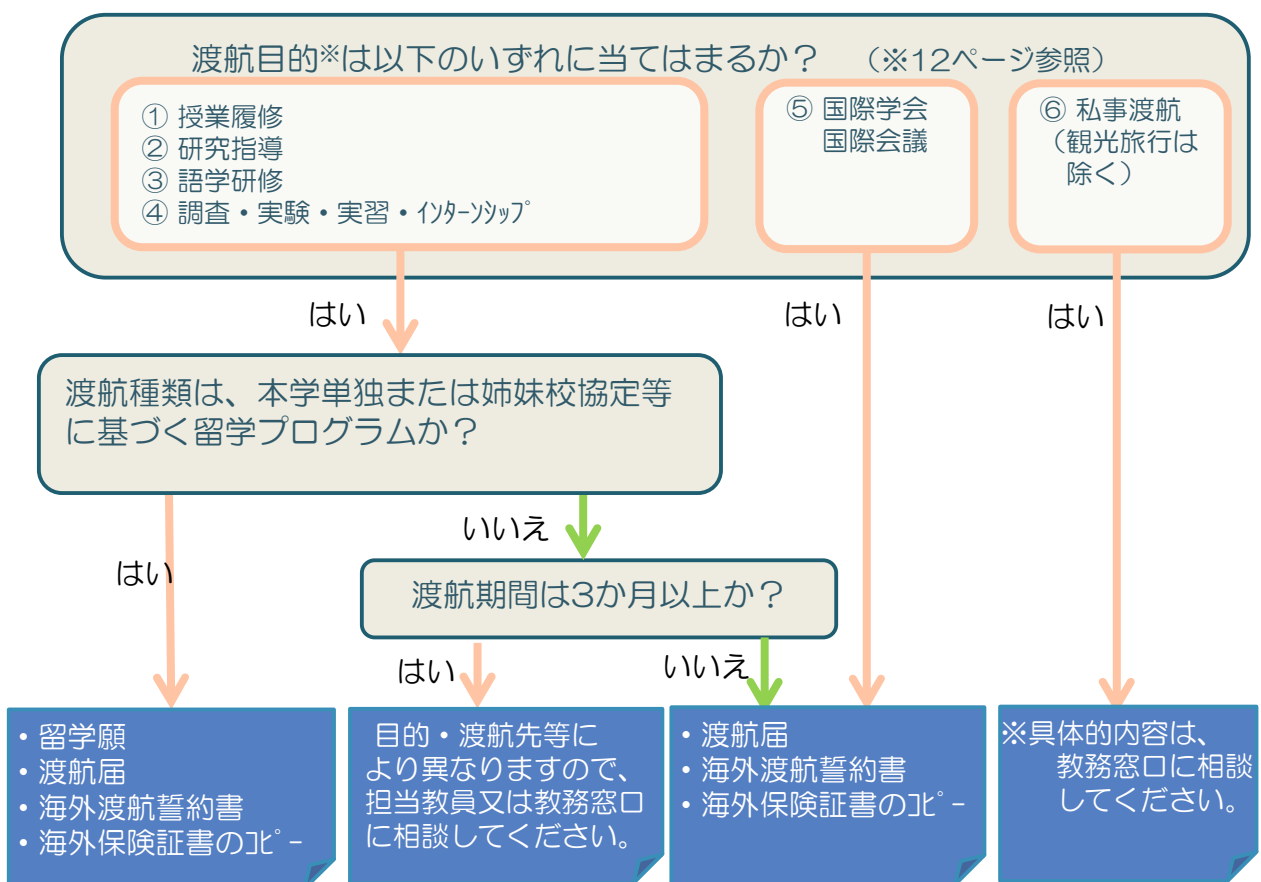 渡航目的※は以下のいずれに当てはまるか？　（※12ページ参照）
① 授業履修
② 研究指導
③ 語学研修
④ 調査・実験・実習・ｲﾝﾀｰﾝｼｯﾌﾟ
⑤ 国際学会
国際会議
⑥ 私事渡航
（観光旅行は
除く）
はい
はい
はい
渡航種類は、本学単独または姉妹校協定等
に基づく留学プログラムか？
いいえ
はい
渡航期間は3か月以上か？
はい
いいえ
・留学願
・渡航届
・海外渡航誓約書
・海外保険証書のｺﾋﾟｰ
目的・渡航先等に
より異なりますので、
担当教員又は教務窓口
に相談してください。
・渡航届
・海外渡航誓約書
・海外保険証書のｺﾋﾟｰ
※具体的内容は、
教務窓口に相談
してください。